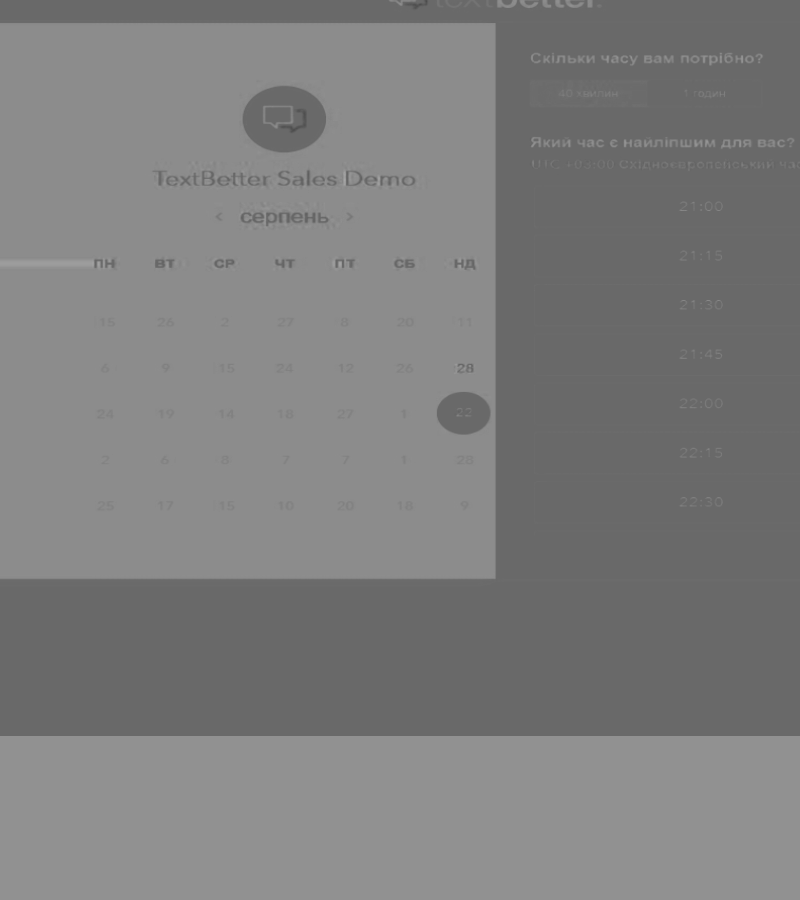 textbetter.
TextBetter Sales Demo
‹ серпень ›
ПН ВТ СР ЧТ ПТ СБ НД
15 26 2 27 8 20 11
6 9 15 24 12 26 28
24 19 14 18 27 1 22
2 6 8 7 7 1 28
25 17 15 10 20 18 9
Скільки часу вам потрібно?
40 хвилин 1 годин
Який час є найліпшим для вас?
UTC +03:00 Східноєвропейський
21:00
21:15
21:30
21:45
22:00
22:15
22:30